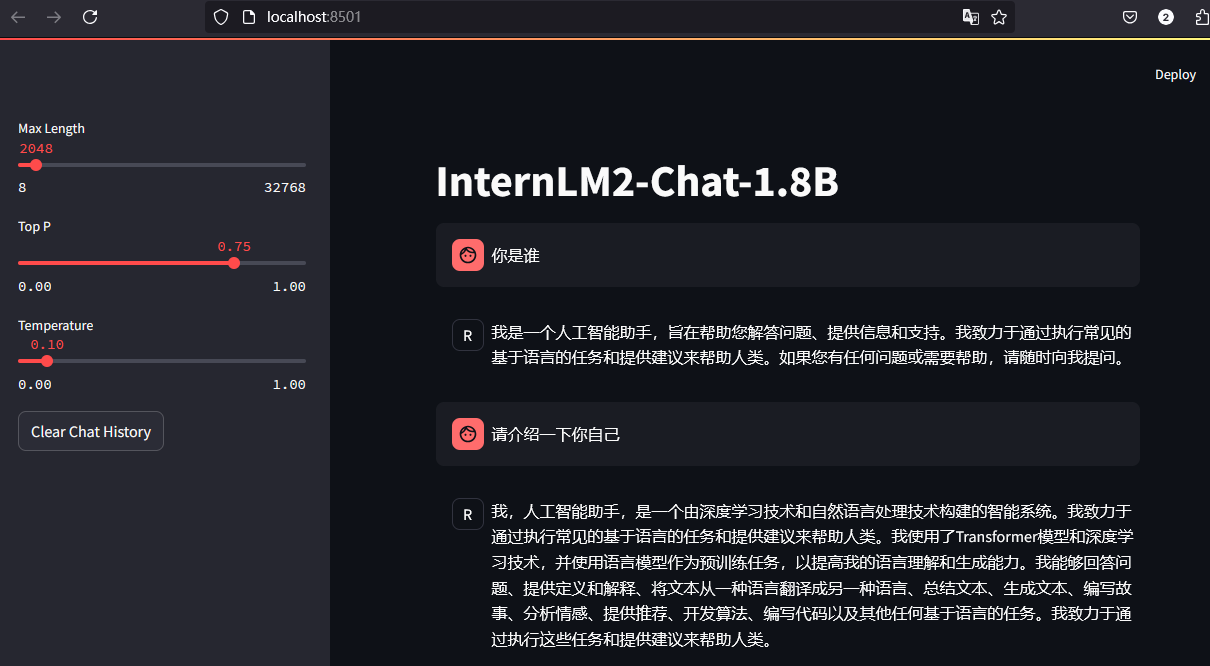 localhost:8501
2
Deploy
Max Length
2048
8 32768
Top P
0.75
0.00 1.00
Temperature
0.10
0.00 1.00
Clear Chat History
InternLM2-Chat-1.8B
你是谁
R
我是一个人工智能助手，旨在帮助您解答问题、提供信息和支持。我致力于通过执行常见的
基于语言的任务和提供建议来帮助人类。如果您有任何问题或需要帮助，请随时向我提问。
请介绍一下你自己
R
我，人工智能助手，是一个由深度学习技术和自然语言处理技术构建的智能系统。我致力于
通过执行常见的基于语言的任务和提供建议来帮助人类。我使用了Transformer模型和深度学
习技术，并使用语言模型作为预训练任务，以提高我的语言理解和生成能力。我能够回答问
题、提供定义和解释、将文本从一种语言翻译成另一种语言、总结文本、生成文本、编写故
事、分析情感、提供推荐、开发算法、编写代码以及其他任何基于语言的任务。我致力于通
过执行这些任务和提供建议来帮助人类。